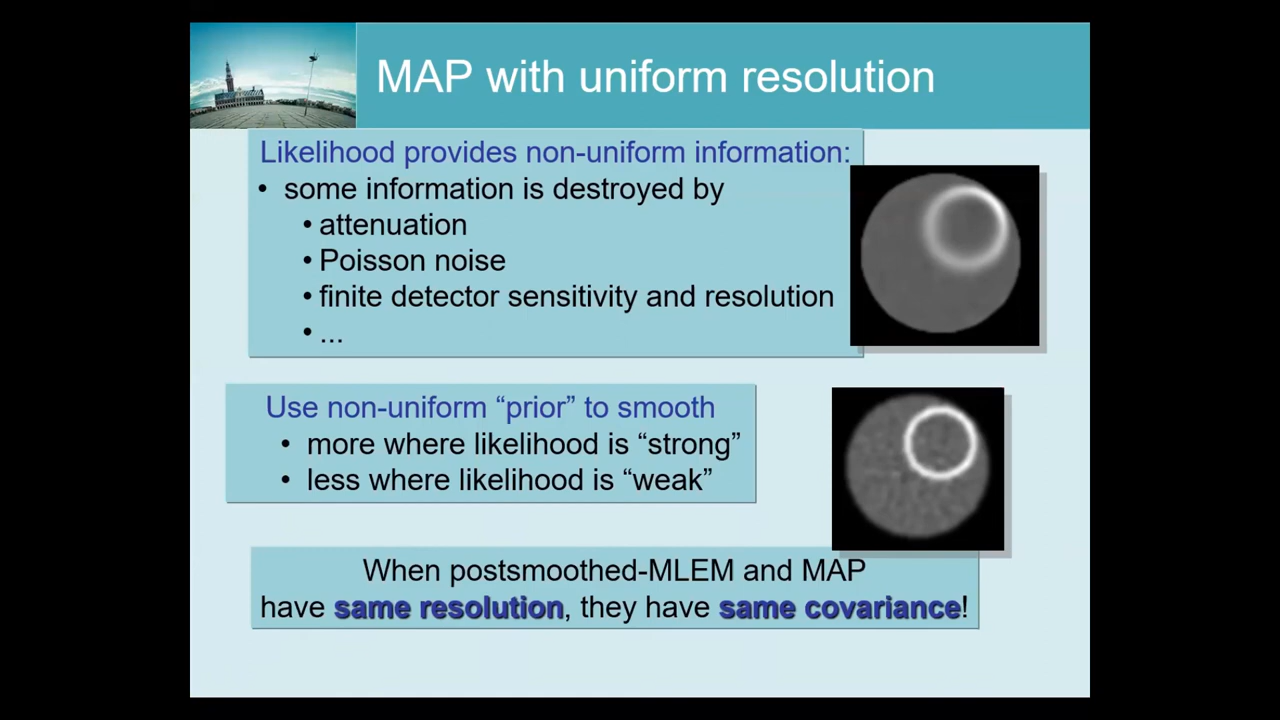 MAP with uniform resolution
Likelihood provides non-uniform information:
• some information is destroyed by
• attenuation
• Poisson noise
• finite detector sensitivity and resolution
• ...
Use non-uniform “prior” to smooth
• more where likelihood is “strong”
• less where likelihood is “weak”
When postsmoothed-MLEM and MAP
have same resolution, they have same covariance!